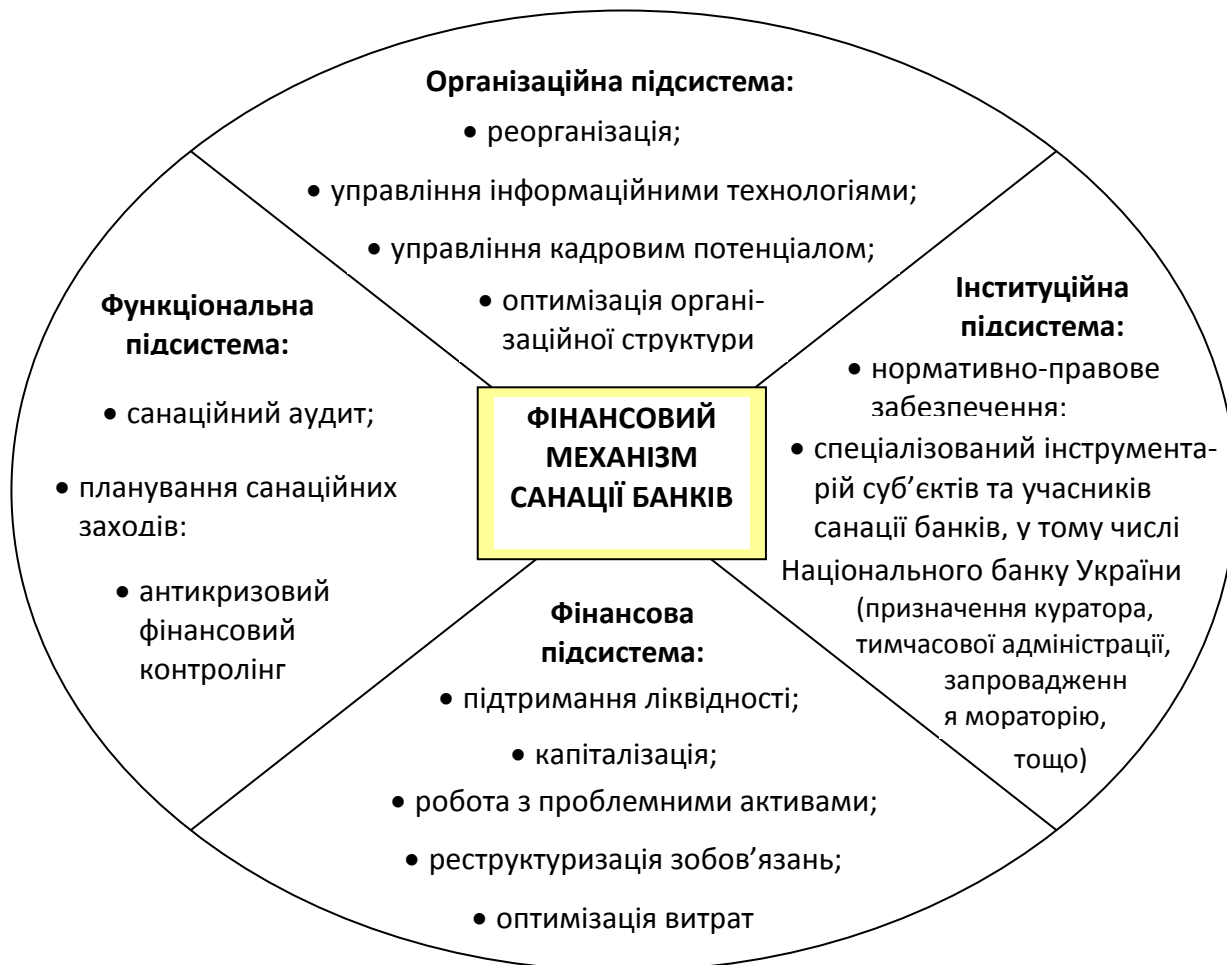 Організаційна підсистема:
• реорганізація;
• управління інформаційними технологіями;
• управління кадровим потенціалом;
• оптимізація органі-
заційної структури
Функціональна
підсистема:
• санаційний аудит;
• планування санаційних
заходів:
• антикризовий
фінансовий
контролінг
ФІНАНСОВИЙ
МЕХАНІЗМ
САНАЦІЇ БАНКІВ
Інституційна
підсистема:
• нормативно-правове
забезпечення:
• спеціалізований інструмента-
рій суб’єктів та учасників
санації банків, у тому числі
Національного банку України
(призначення куратора,
тимчасової адміністрації,
запровадженн
я мораторію,
тощо)
Фінансова
підсистема:
• підтримання ліквідності;
• капіталізація;
• робота з проблемними активами;
• реструктуризація зобов’язань;
• оптимізація витрат